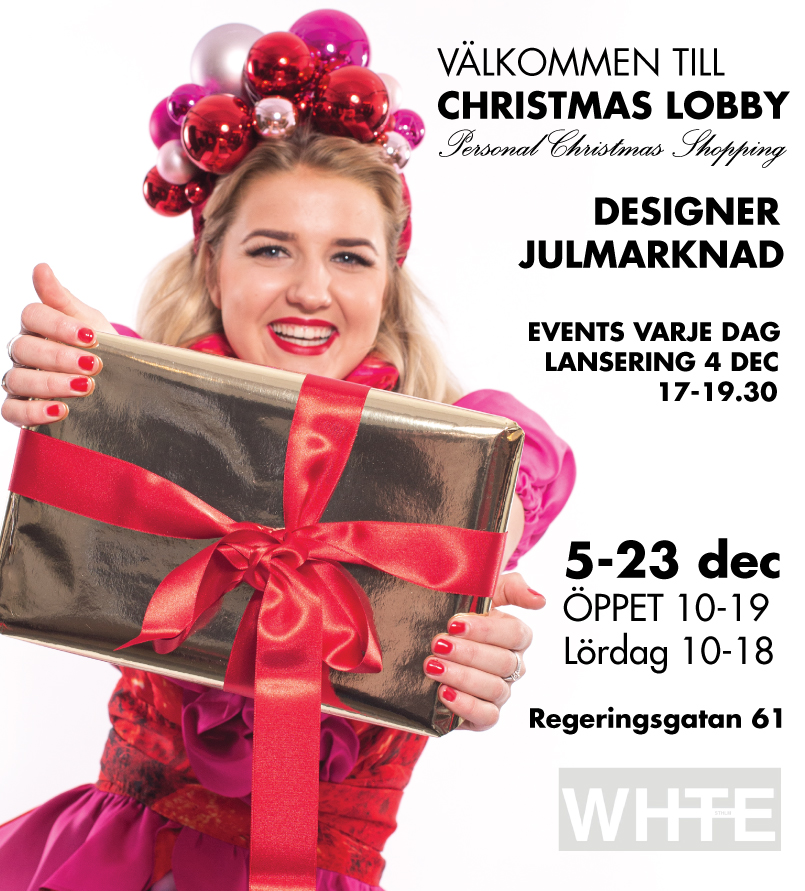 VÄLKOMMEN TILL
CHRISTMAS LOBBY
Personal Christmas Shopping
DESIGNER
JULMARKNAD
EVENTS VARJE DAG
LANSERING 4 DEC
17-19.30
5-23 dec
ÖPPET 10-19
Lördag 10-18
Regeringsgatan 61
WHTE